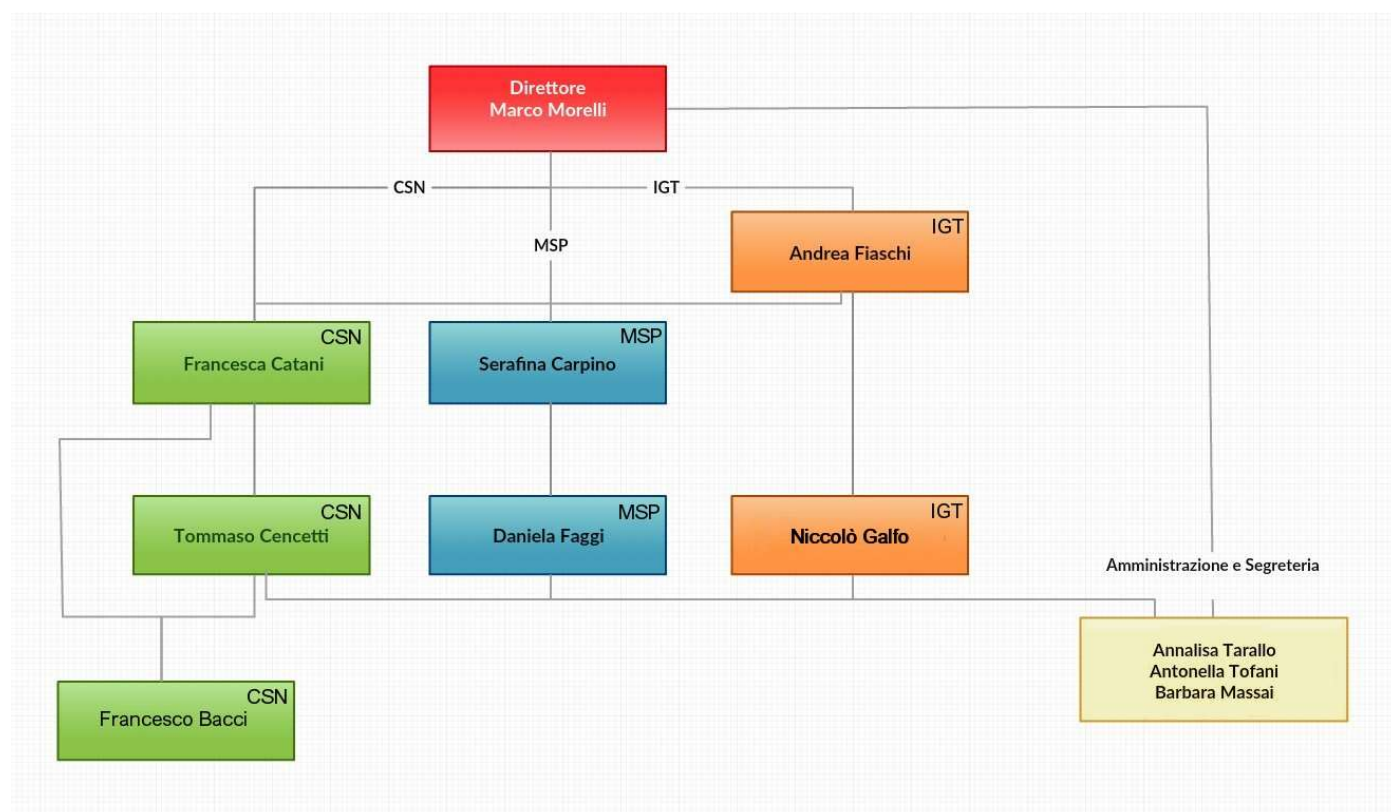 Direttore
Marco Morelli
CSN
IGT
MSP
IGT
Andrea Fiaschi
CSN
Francesca Catani
MSP
Serafina Carpino
CSN
Tommaso Cencetti
MSP
Daniela Faggi
IGT
Niccolò Galfo
Amministrazione e Segreteria
Annalisa Tarallo
Antonella Tofani
Barbara Massai
CSN
Francesco Bacci